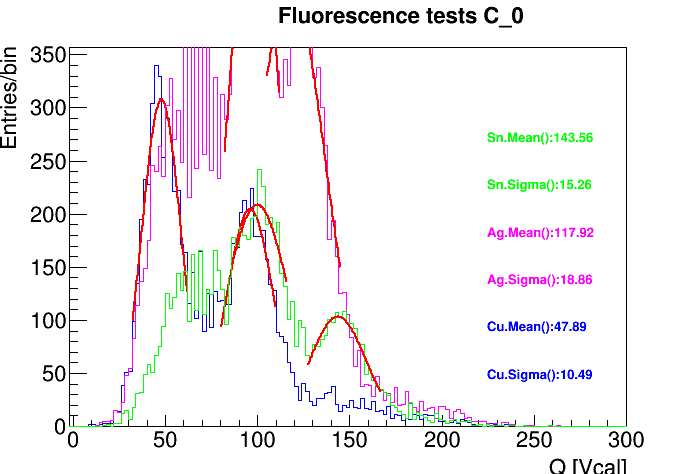 Fluorescence tests C_0
Entries/bin
350
300
250
200
150
100
50
0
Sn.Mean():143.56
Sn.Sigma():15.26
Ag.Mean():117.92
Ag.Sigma():18.86
Cu.Mean():47.89
Cu.Sigma():10.49
0 50 100 150 200 250 300
Q [Vcal]